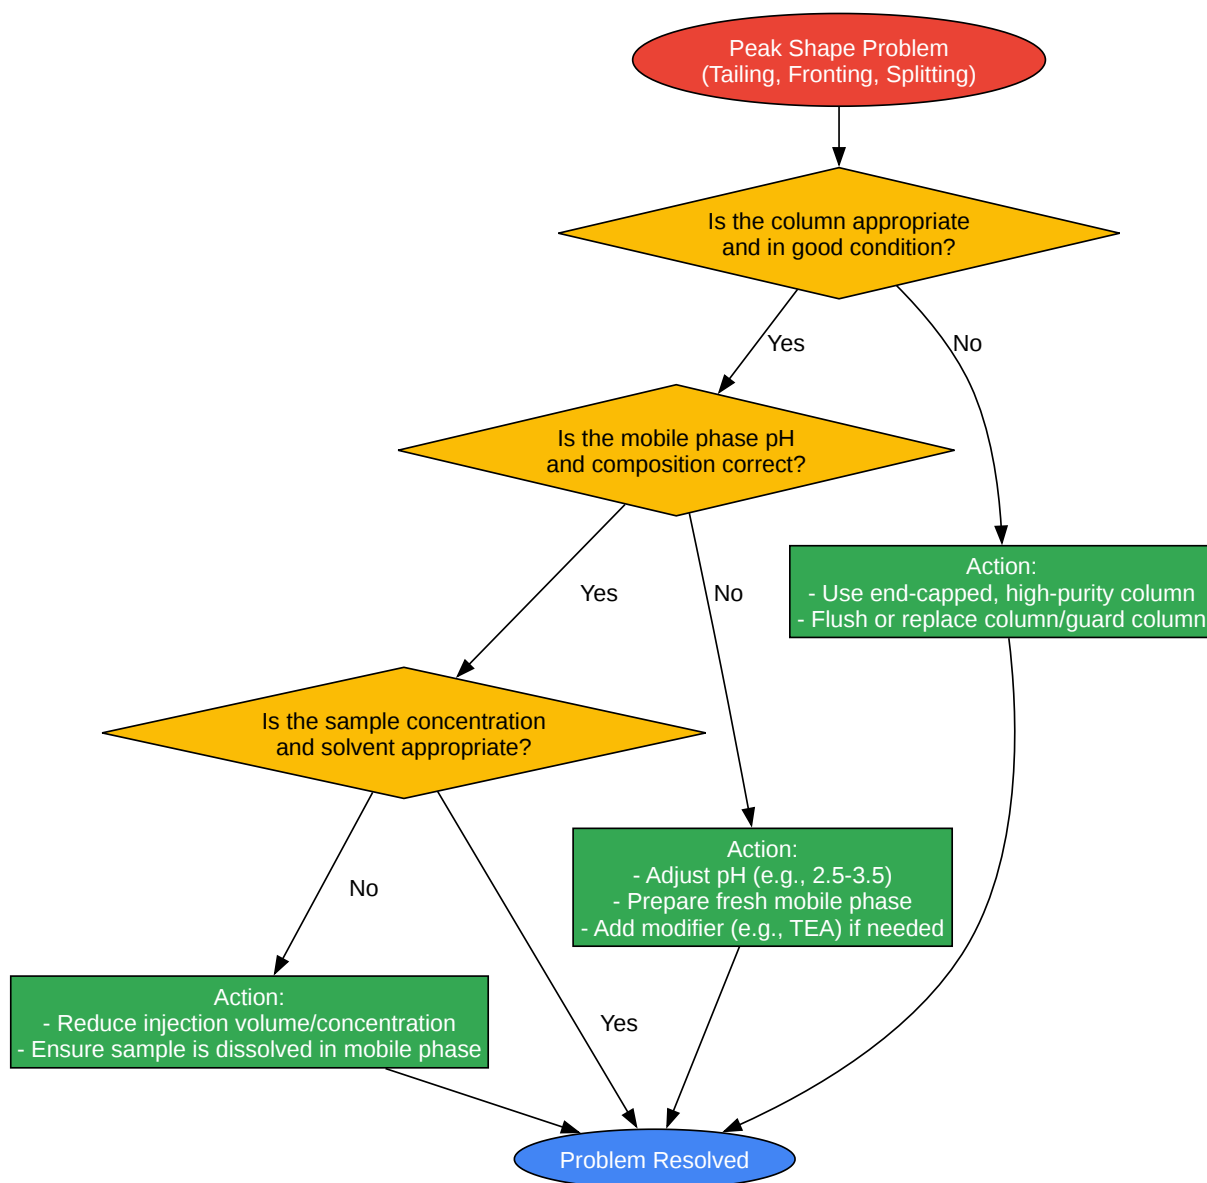 Peak Shape Problem
(Tailing, Fronting, Splitting)
Is the column appropriate
and in good condition?
Yes
No
Is the mobile phase pH
and composition correct?
Action:
- Use end-capped, high-purity column
- Flush or replace column/guard column
Yes
No
Is the sample concentration
and solvent appropriate?
Action:
- Adjust pH (e.g., 2.5-3.5)
- Prepare fresh mobile phase
- Add modifier (e.g., TEA) if needed
No
Yes
Action:
- Reduce injection volume/concentration
- Ensure sample is dissolved in mobile phase
Problem Resolved